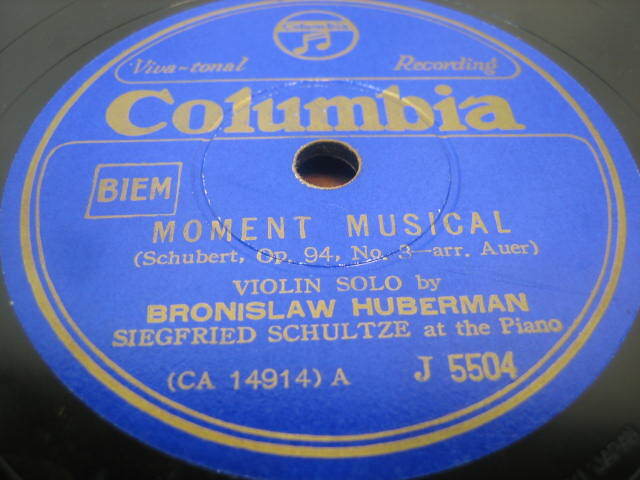 Viva-tonal Recording
Columbia
BIEM
MOMENT MUSICAL
(Schubert, Op. 94, No. 3—arr. Auer)
VIOLIN SOLO by
BRONISLAW HUBERMAN
SIEGFRIED SCHULTZE at the Piano
(CA 14914) A J 5504